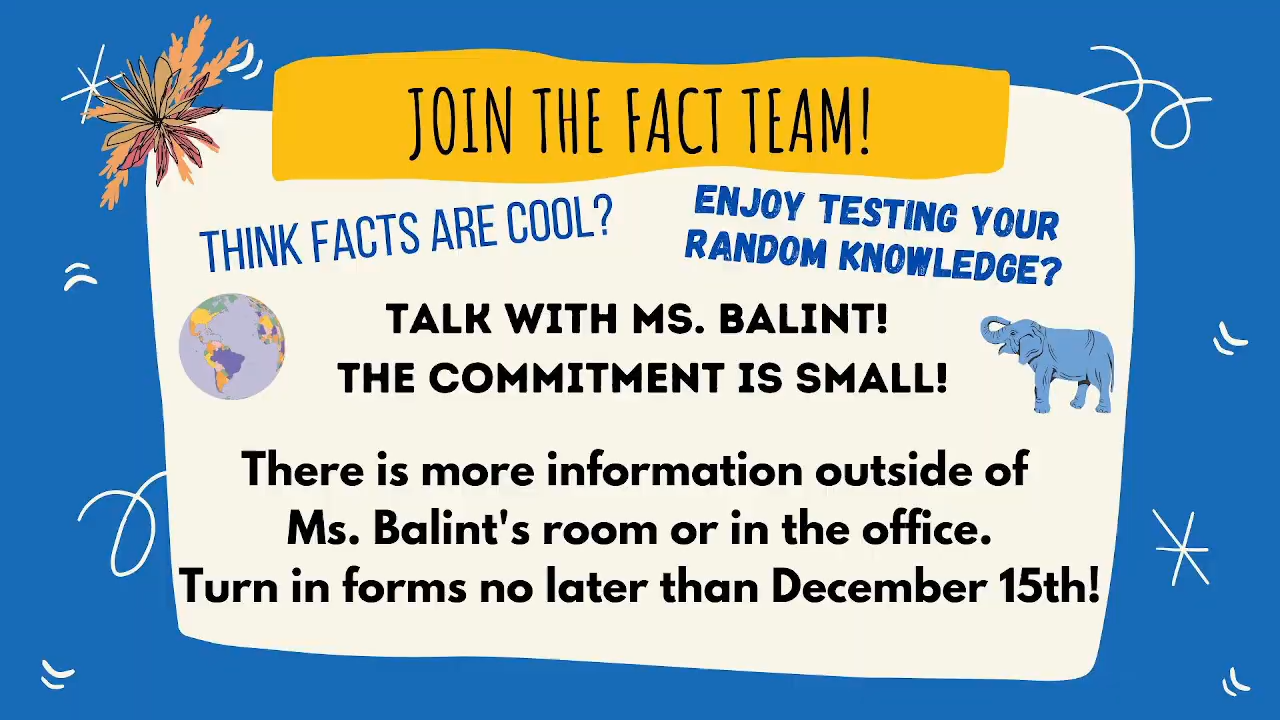 JOIN THE FACT TEAM!
THINK FACTS ARE COOL?
ENJOY TESTING YOUR
RANDOM KNOWLEDGE?
TALK WITH MS. BALINT!
THE COMMITMENT IS SMALL!
There is more information outside of
Ms. Balint's room or in the office.
Turn in forms no later than December 15th!